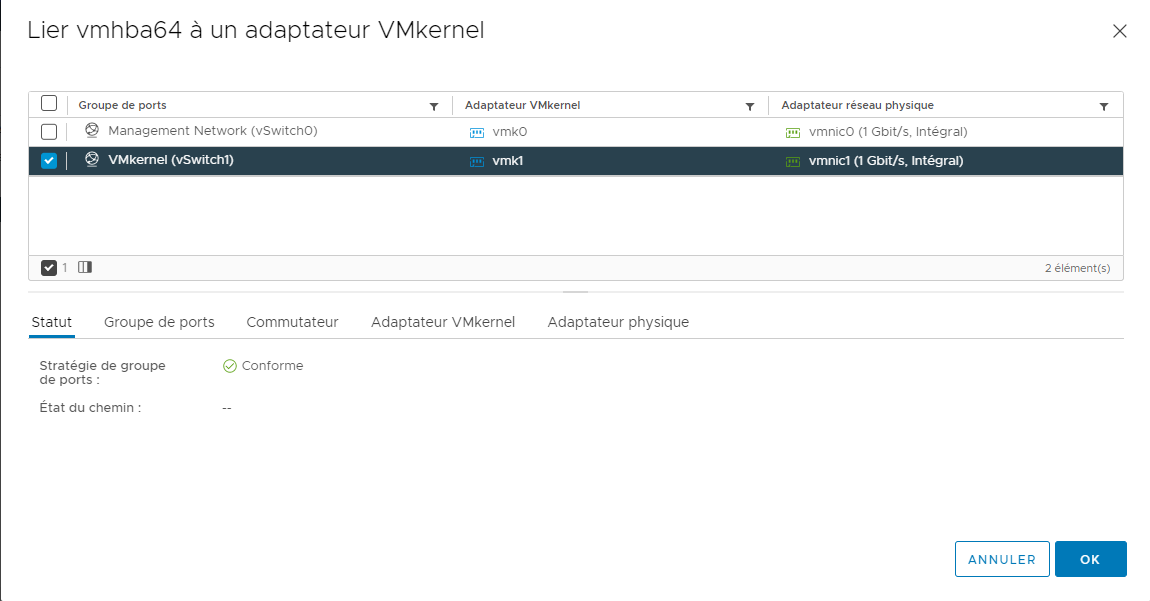 Lier vmhba64 à un adaptateur VMkernel
Groupe de ports Adaptateur VMkernel Adaptateur réseau physique
Management Network (vSwitch0) vmk0 vmnic0 (1 Gbit/s, Intégral)
VMkernel (vSwitch1) vmk1 vmnic1 (1 Gbit/s, Intégral)
1 2 élément(s)
Statut Groupe de ports Commutateur Adaptateur VMkernel Adaptateur physique
Stratégie de groupe Conforme
de ports :
État du chemin : --
ANNULER OK